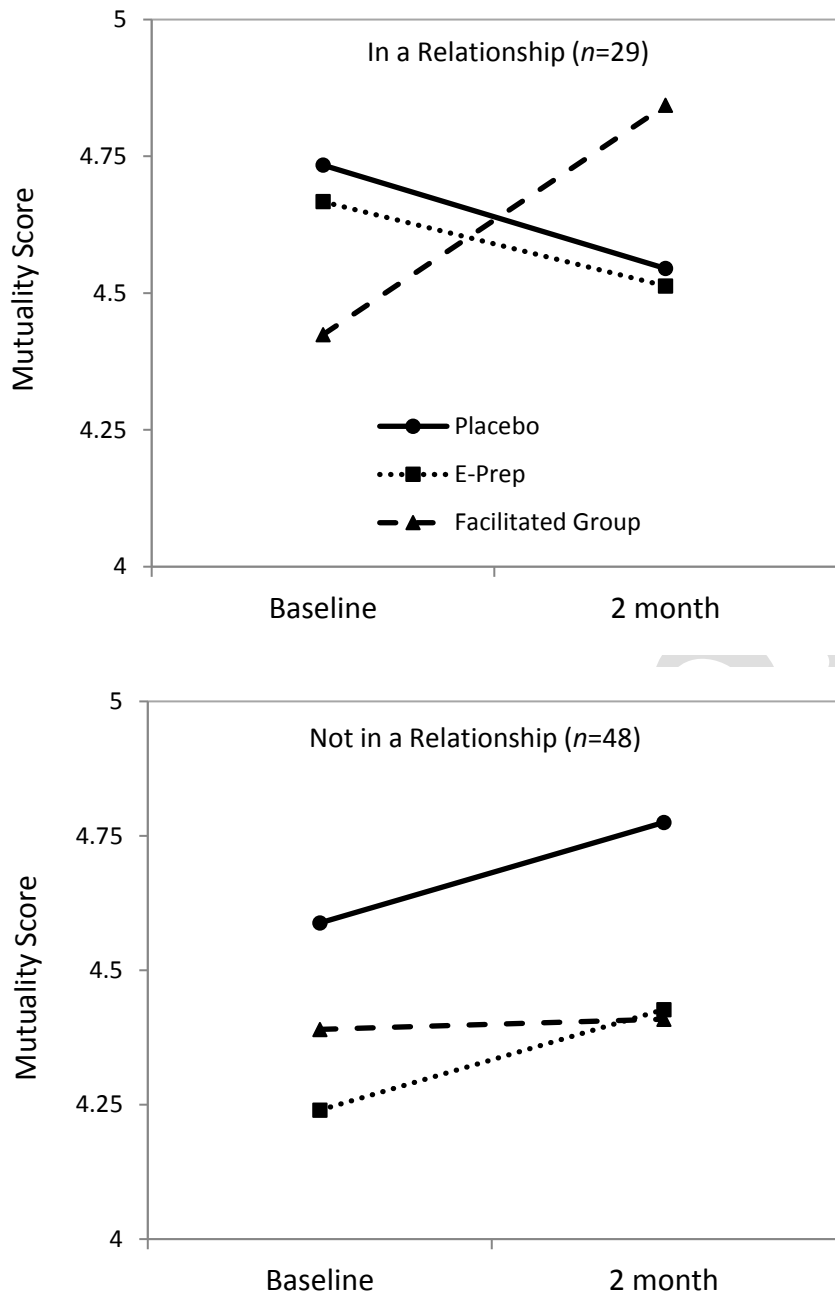 5
In a Relationship (n=29)
4.75
4.5
Mutuality Score
4.25
Placebo
E-Prep
Facilitated Group
4
Baseline 2 month
5
Not in a Relationship (n=48)
4.75
4.5
Mutuality Score
4.25
4
Baseline 2 month